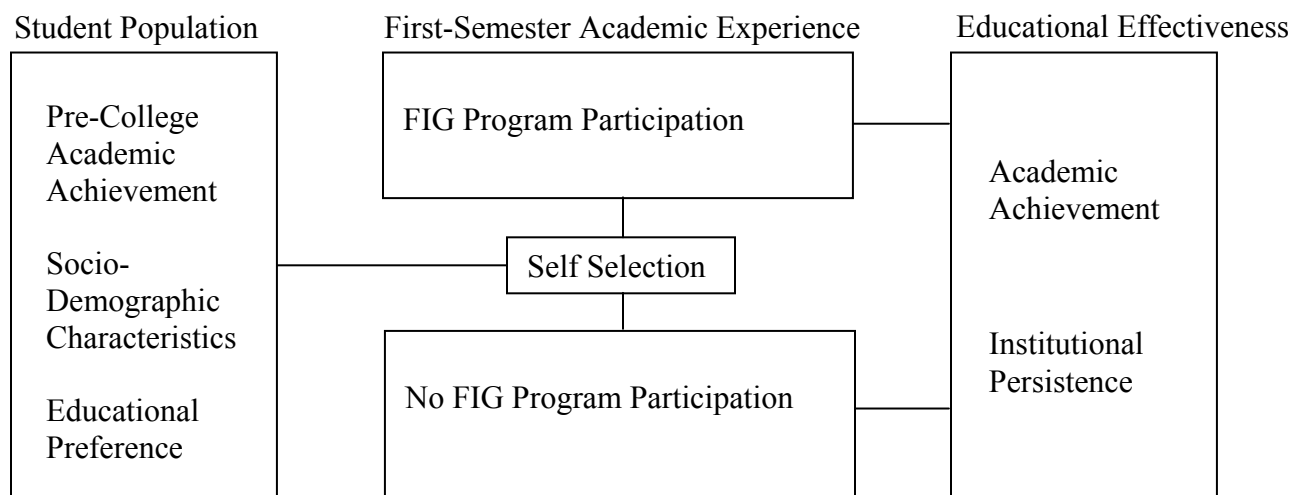 Student Population
First-Semester Academic Experience
Educational Effectiveness
Pre-College
Academic
Achievement
Socio-
Demographic
Characteristics
Educational
Preference
FIG Program Participation
Self Selection
No FIG Program Participation
Academic
Achievement
Institutional
Persistence